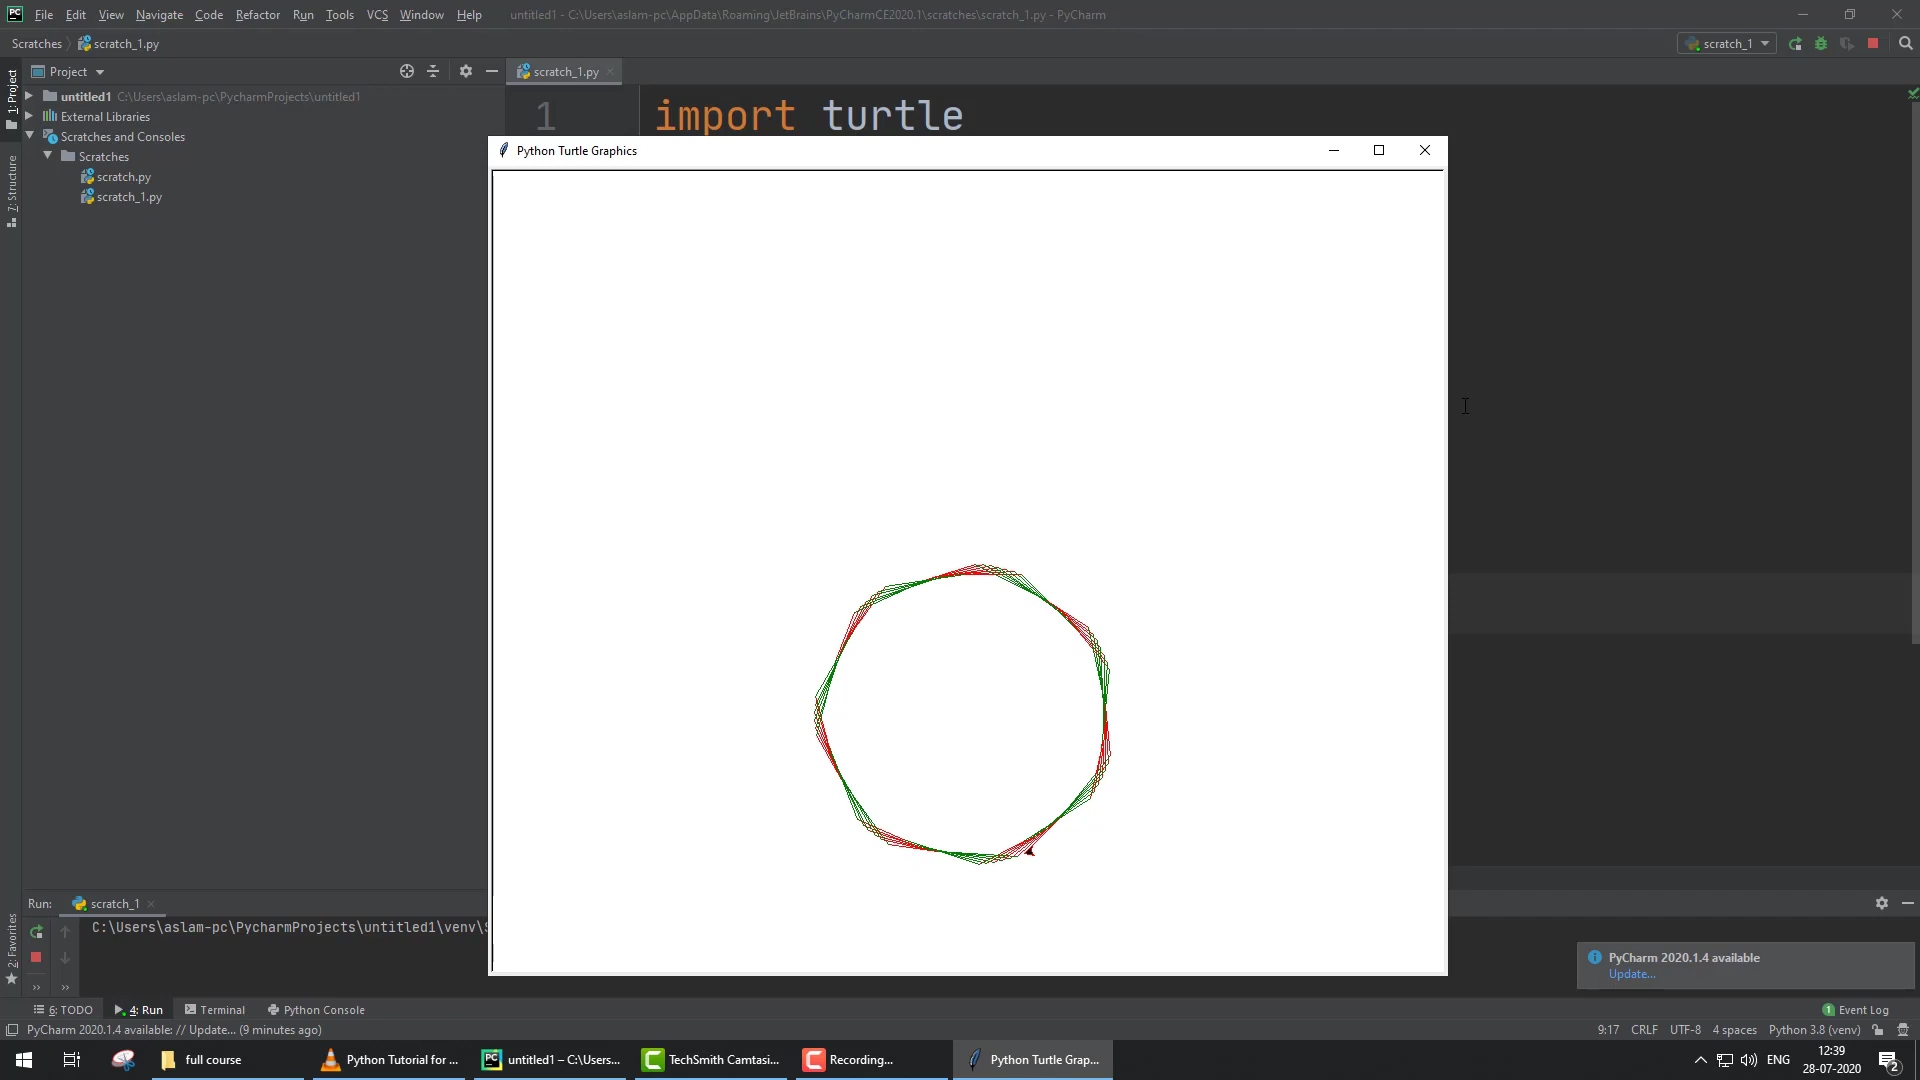 PC File Edit View Navigate Code Refactor Run Tools VCS Window Help untitled1 - C:\Users\aslam-pc\AppData\Roaming\JetBrains\PyCharmCE2020.1\scratches\scratch_1.py - PyCharm
Scratches scratch_1.py scratch_1
1: Project
Project scratch_1.py
untitled1 C:\Users\aslam-pc\PycharmProjects\untitled1
External Libraries
Scratches and Consoles
Scratches
scratch.py
scratch_1.py
7: Structure
1 import turtle
Python Turtle Graphics
2: Favorites
Run: scratch_1
C:\Users\aslam-pc\PycharmProjects\untitled1\venv\
PyCharm 2020.1.4 available
Update...
6: TODO 4: Run Terminal Python Console 1 Event Log
PyCharm 2020.1.4 available: // Update... (9 minutes ago) 9:17 CRLF UTF-8 4 spaces Python 3.8 (venv)
full course Python Tutorial for ... PC untitled1 – C:\Users... C TechSmith Camtasi... C Recording... Python Turtle Grap... ENG 12:39
28-07-2020 2